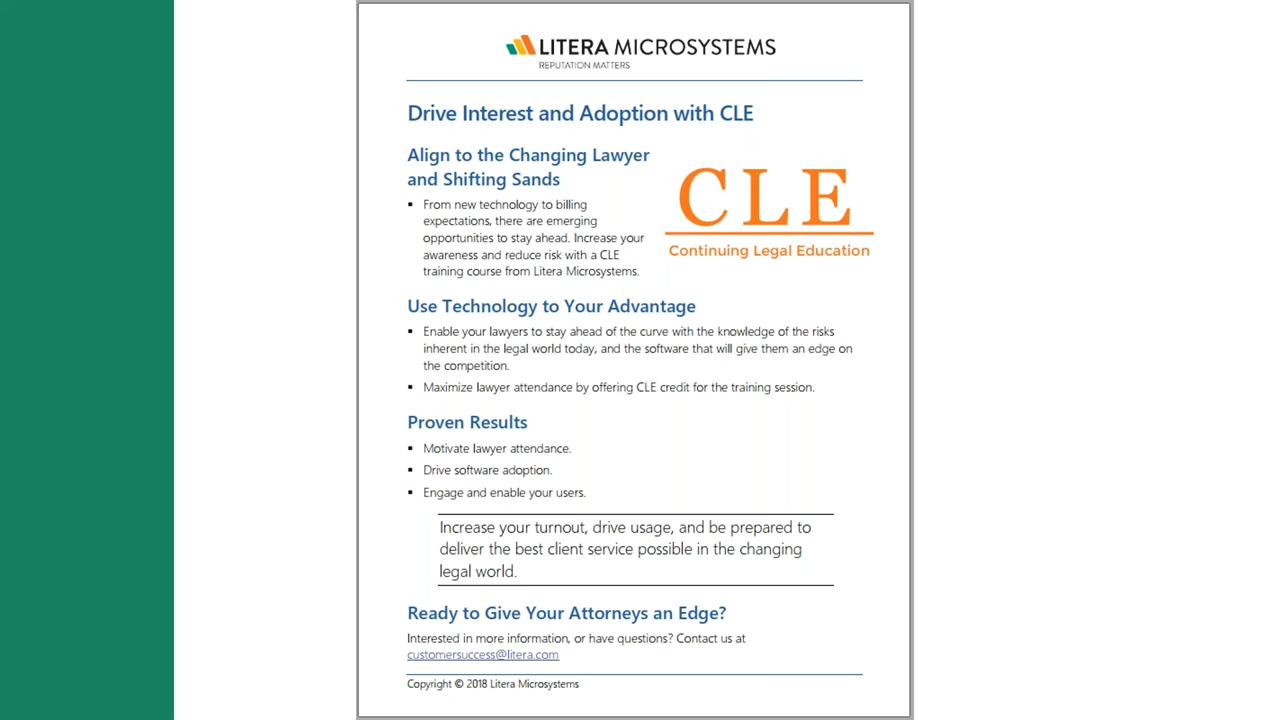 LITERA MICROSYSTEMS
REPUTATION MATTERS
Drive Interest and Adoption with CLE
Align to the Changing Lawyer
and Shifting Sands
▪ From new technology to billing
expectations, there are emerging
opportunities to stay ahead. Increase your
awareness and reduce risk with a CLE
training course from Litera Microsystems.
CLE
Continuing Legal Education
Use Technology to Your Advantage
▪ Enable your lawyers to stay ahead of the curve with the knowledge of the risks
inherent in the legal world today, and the software that will give them an edge on
the competition.
▪ Maximize lawyer attendance by offering CLE credit for the training session.
Proven Results
▪ Motivate lawyer attendance.
▪ Drive software adoption.
▪ Engage and enable your users.
Increase your turnout, drive usage, and be prepared to
deliver the best client service possible in the changing
legal world.
Ready to Give Your Attorneys an Edge?
Interested in more information, or have questions? Contact us at
customersuccess@litera.com
Copyright © 2018 Litera Microsystems